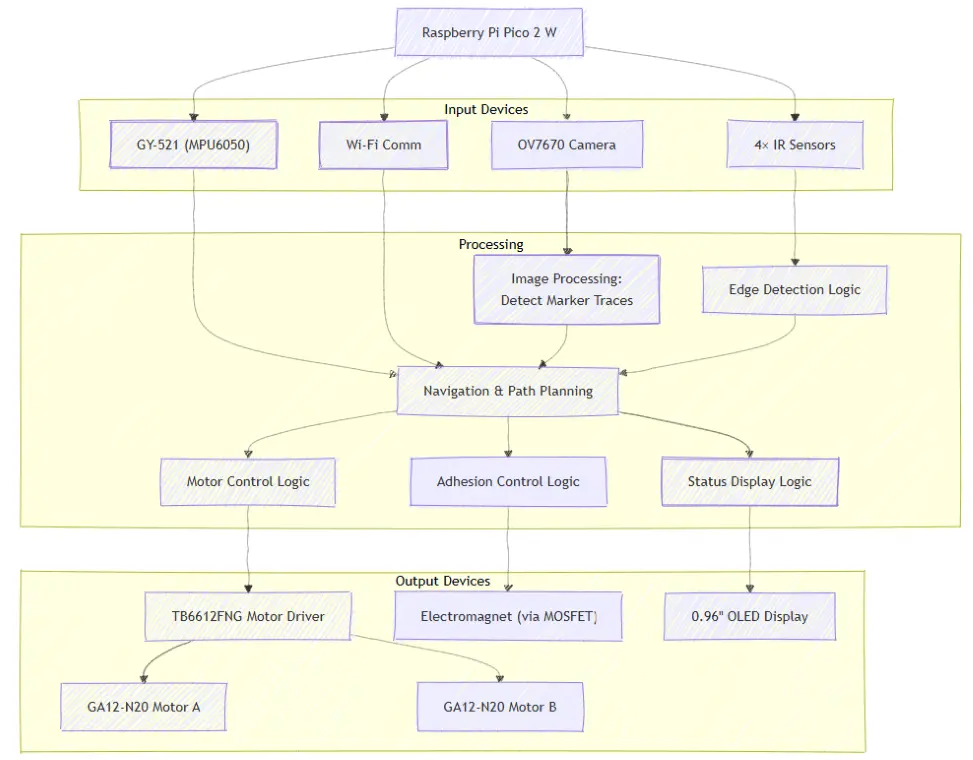 Raspberry Pi Pico 2 W
Input Devices
GY-521 (MPU6050)
Wi-Fi Comm
OV7670 Camera
4× IR Sensors
Processing
Image Processing:
Detect Marker Traces
Edge Detection Logic
Navigation & Path Planning
Motor Control Logic
Adhesion Control Logic
Status Display Logic
Output Devices
TB6612FNG Motor Driver
Electromagnet (via MOSFET)
0.96" OLED Display
GA12-N20 Motor A
GA12-N20 Motor B